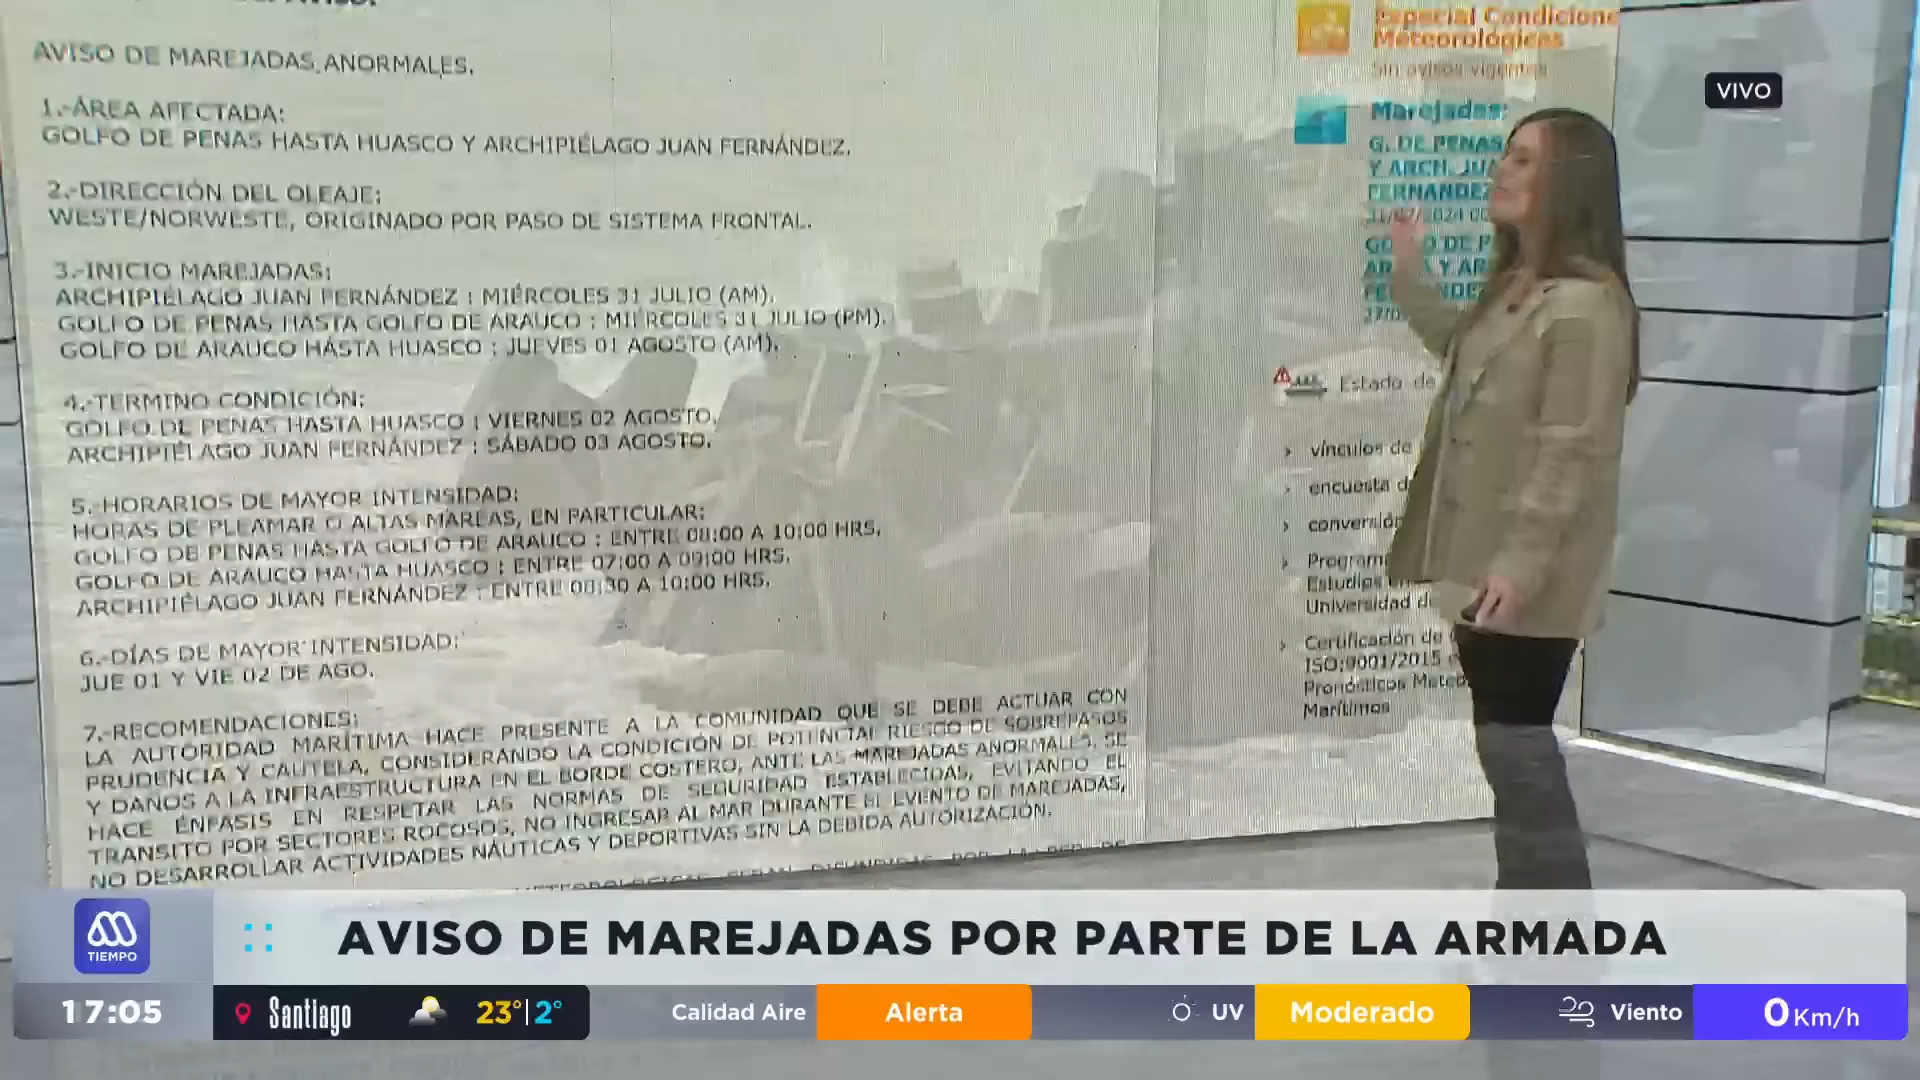 AVISO DE MAREJADAS ANORMALES.
1.-ÁREA AFECTADA:
GOLFO DE PENAS HASTA HUASCO Y ARCHIPIÉLAGO JUAN FERNÁNDEZ.
2.-DIRECCIÓN DEL OLEAJE:
WESTE/NORWESTE, ORIGINADO POR PASO DE SISTEMA FRONTAL.
3.-INICIO MAREJADAS:
ARCHIPIÉLAGO JUAN FERNÁNDEZ : MIÉRCOLES 31 JULIO (AM).
GOLFO DE PENAS HASTA GOLFO DE ARAUCO : MIÉRCOLES 31 JULIO (PM).
GOLFO DE ARAUCO HASTA HUASCO : JUEVES 01 AGOSTO (AM).
4.-TERMINO CONDICIÓN:
GOLFO DE PENAS HASTA HUASCO : VIERNES 02 AGOSTO.
ARCHIPIÉLAGO JUAN FERNÁNDEZ : SÁBADO 03 AGOSTO.
5.-HORARIOS DE MAYOR INTENSIDAD:
HORAS DE PLEAMAR O ALTAS MAREAS, EN PARTICULAR:
GOLFO DE PENAS HASTA GOLFO DE ARAUCO : ENTRE 08:00 A 10:00 HRS.
GOLFO DE ARAUCO HASTA HUASCO : ENTRE 07:00 A 09:00 HRS.
ARCHIPIÉLAGO JUAN FERNÁNDEZ : ENTRE 08:30 A 10:00 HRS.
6.-DÍAS DE MAYOR INTENSIDAD:
JUE 01 Y VIE 02 DE AGO.
7.-RECOMENDACIONES:
LA AUTORIDAD MARÍTIMA HACE PRESENTE A LA COMUNIDAD QUE SE DEBE ACTUAR CON
PRUDENCIA Y CAUTELA, CONSIDERANDO LA CONDICIÓN DE POTENCIAL RIESGO DE SOBREPASOS
Y DAÑOS A LA INFRAESTRUCTURA EN EL BORDE COSTERO, ANTE LAS MAREJADAS ANORMALES. SE
HACE ÉNFASIS EN RESPETAR LAS NORMAS DE SEGURIDAD ESTABLECIDAS, EVITANDO EL
TRANSITO POR SECTORES ROCOSOS, NO INGRESAR AL MAR DURANTE EL EVENTO DE MAREJADAS,
NO DESARROLLAR ACTIVIDADES NÁUTICAS Y DEPORTIVAS SIN LA DEBIDA AUTORIZACIÓN.
Especial Condicione
Meteorológicas
Sin avisos vigentes
Marejadas:
G. DE PENAS
Y ARCH. JUA
FERNANDEZ
31/07/2024
Estado de
› vínculos de
› encuesta d
› conversión
› Program
Estudios
Universidad d
› Certificación de
ISO:9001/2015
Pronósticos Meteo
Marítimos
VIVO
TIEMPO
AVISO DE MAREJADAS POR PARTE DE LA ARMADA
17:05 Santiago 23°|2° Calidad Aire Alerta UV Moderado Viento 0 Km/h